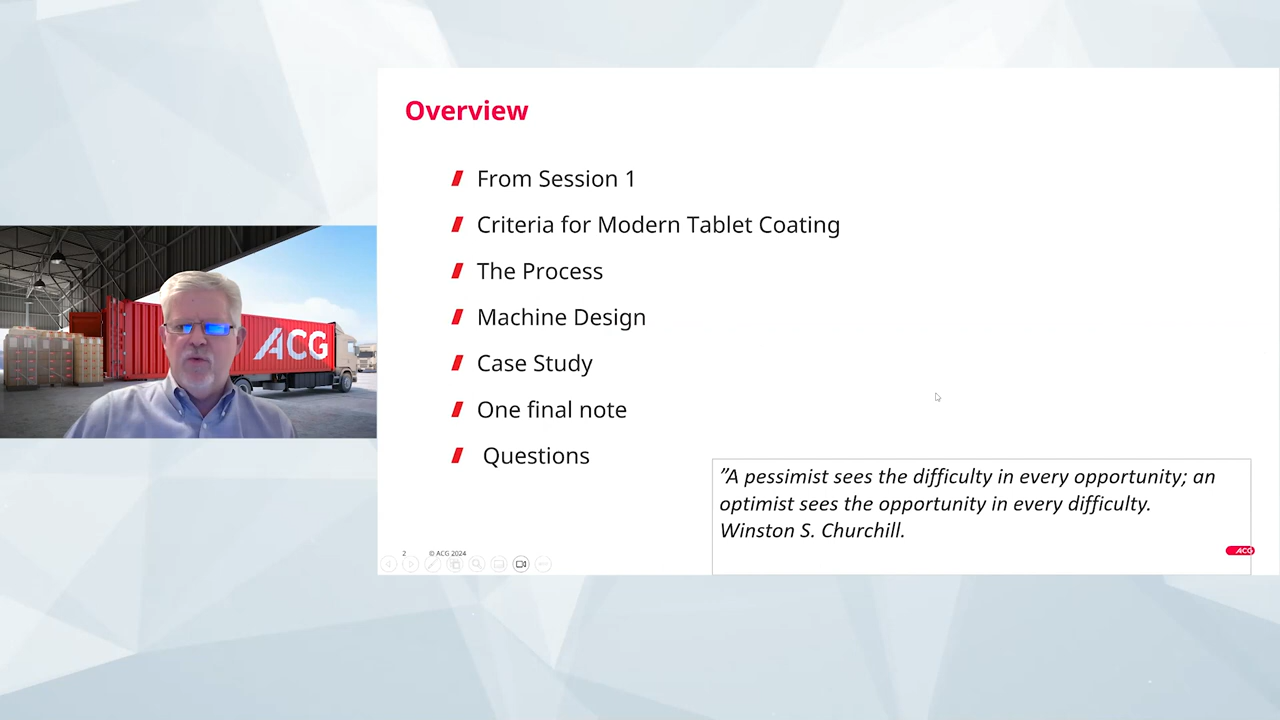 Overview
From Session 1
Criteria for Modern Tablet Coating
The Process
Machine Design
Case Study
One final note
Questions
”A pessimist sees the difficulty in every opportunity; an
optimist sees the opportunity in every difficulty.
Winston S. Churchill.
2 © ACG 2024
ACG
ACG